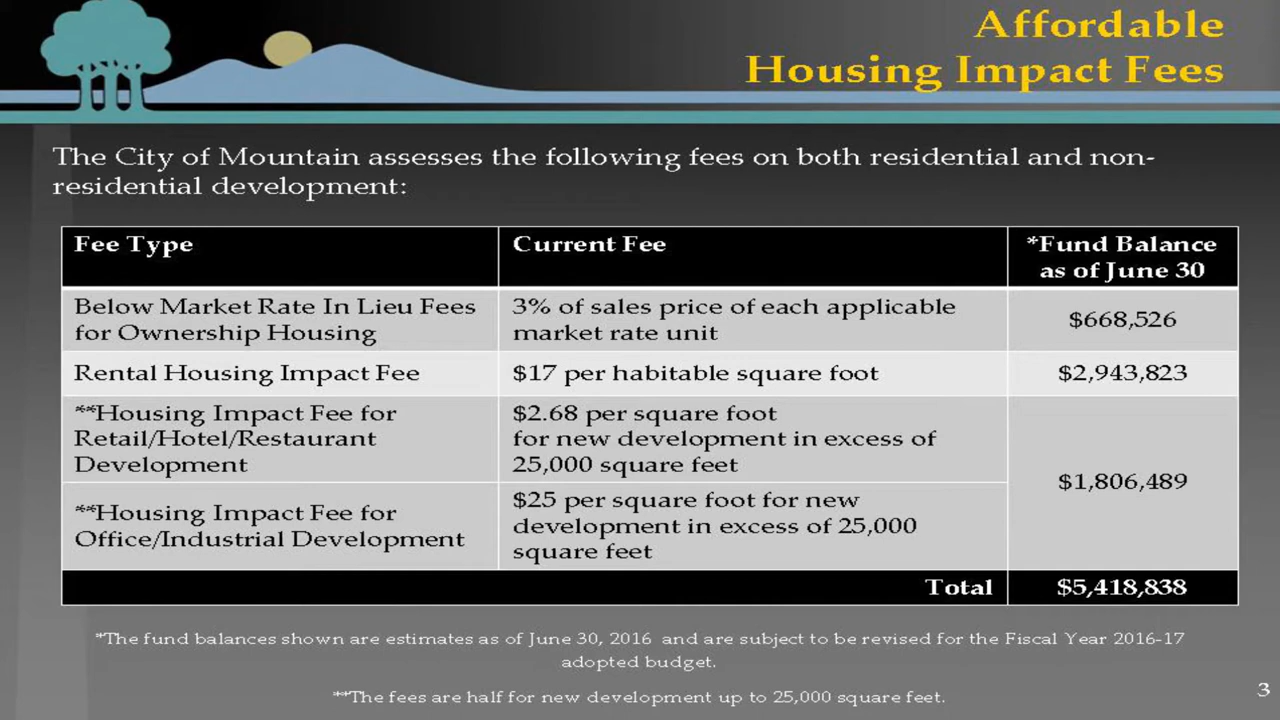 Affordable
Housing Impact Fees
The City of Mountain assesses the following fees on both residential and non-
residential development:
Fee Type
Current Fee
*Fund Balance
as of June 30
Below Market Rate In Lieu Fees
for Ownership Housing
3% of sales price of each applicable
market rate unit
$668,526
Rental Housing Impact Fee
$17 per habitable square foot
$2,943,823
**Housing Impact Fee for
Retail/Hotel/Restaurant
Development
$2.68 per square foot
for new development in excess of
25,000 square feet
$1,806,489
**Housing Impact Fee for
Office/Industrial Development
$25 per square foot for new
development in excess of 25,000
square feet
Total
$5,418,838
*The fund balances shown are estimates as of June 30, 2016 and are subject to be revised for the Fiscal Year 2016-17
adopted budget.
**The fees are half for new development up to 25,000 square feet.
3